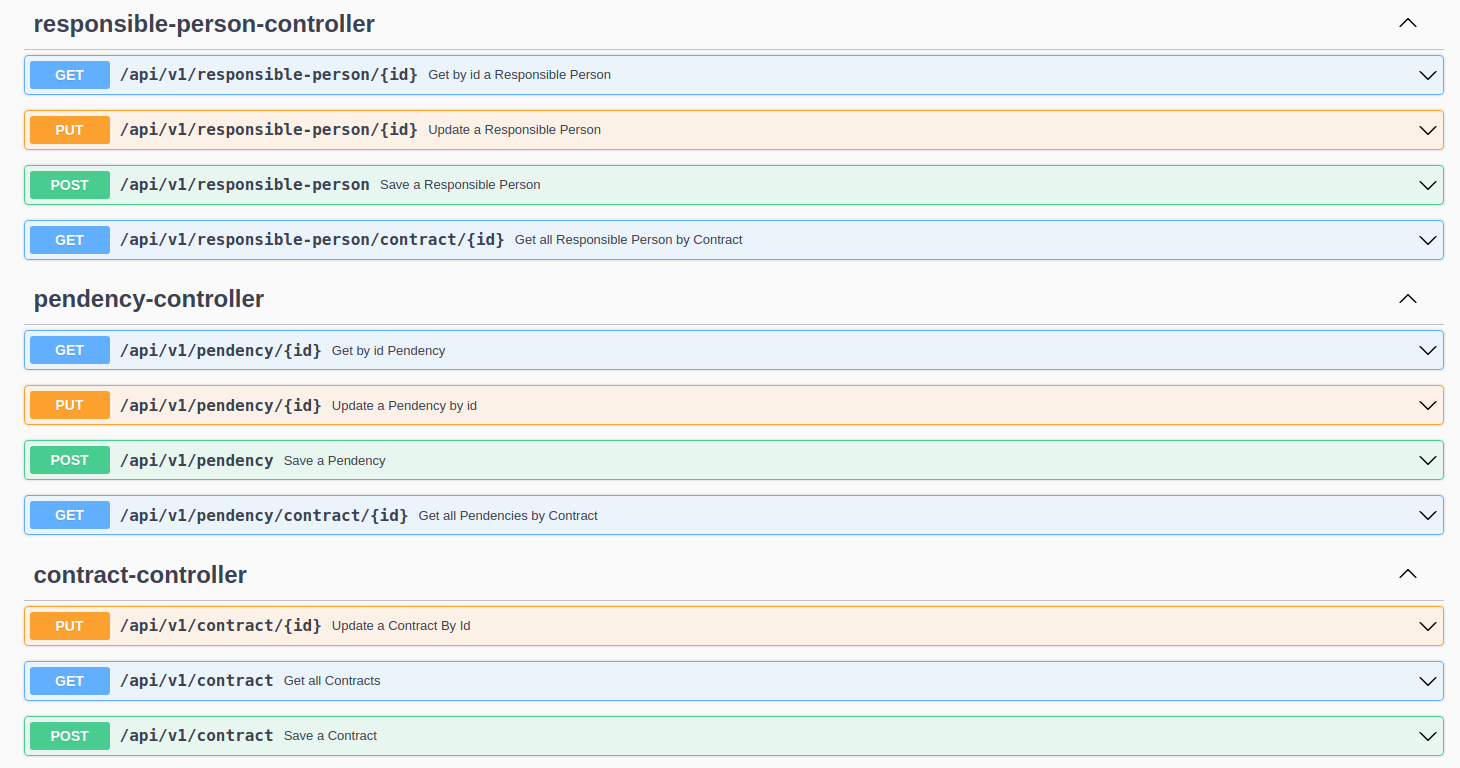 responsible-person-controller
GET /api/v1/responsible-person/{id} Get by id a Responsible Person
PUT /api/v1/responsible-person/{id} Update a Responsible Person
POST /api/v1/responsible-person Save a Responsible Person
GET /api/v1/responsible-person/contract/{id} Get all Responsible Person by Contract
pendency-controller
GET /api/v1/pendency/{id} Get by id Pendency
PUT /api/v1/pendency/{id} Update a Pendency by id
POST /api/v1/pendency Save a Pendency
GET /api/v1/pendency/contract/{id} Get all Pendencies by Contract
contract-controller
PUT /api/v1/contract/{id} Update a Contract By Id
GET /api/v1/contract Get all Contracts
POST /api/v1/contract Save a Contract